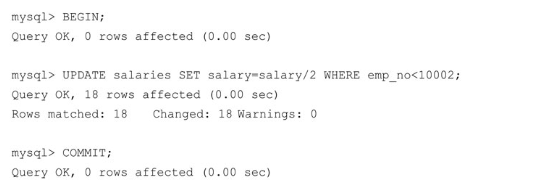 mysql> BEGIN;
Query OK, 0 rows affected (0.00 sec)
mysql> UPDATE salaries SET salary=salary/2 WHERE emp_no<10002;
Query OK, 18 rows affected (0.00 sec)
Rows matched: 18    Changed: 18 Warnings: 0
mysql> COMMIT;
Query OK, 0 rows affected (0.00 sec)